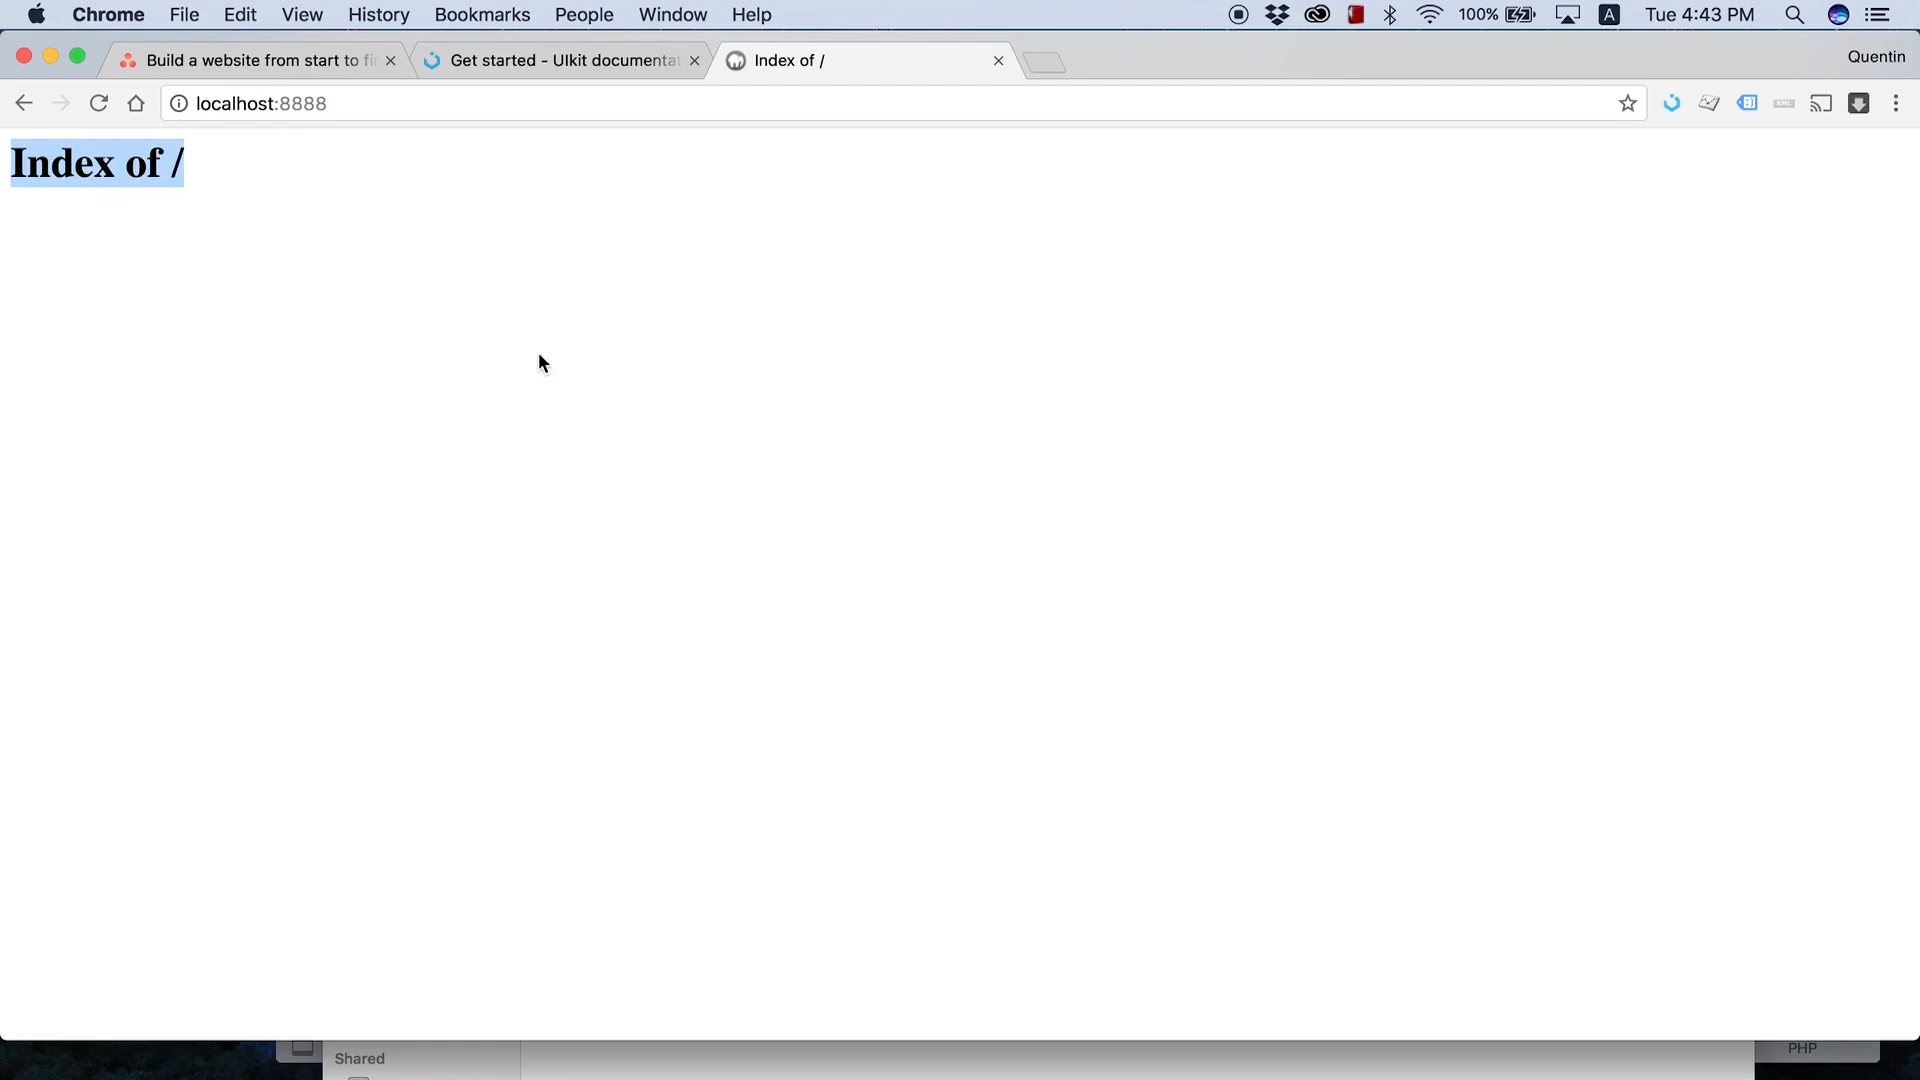 Chrome File Edit View History Bookmarks People Window Help 100% A Tue 4:43 PM
Build a website from start to fi Get started - UIkit documentat Index of / Quentin
localhost:8888 XML
Index of /
Shared PHP